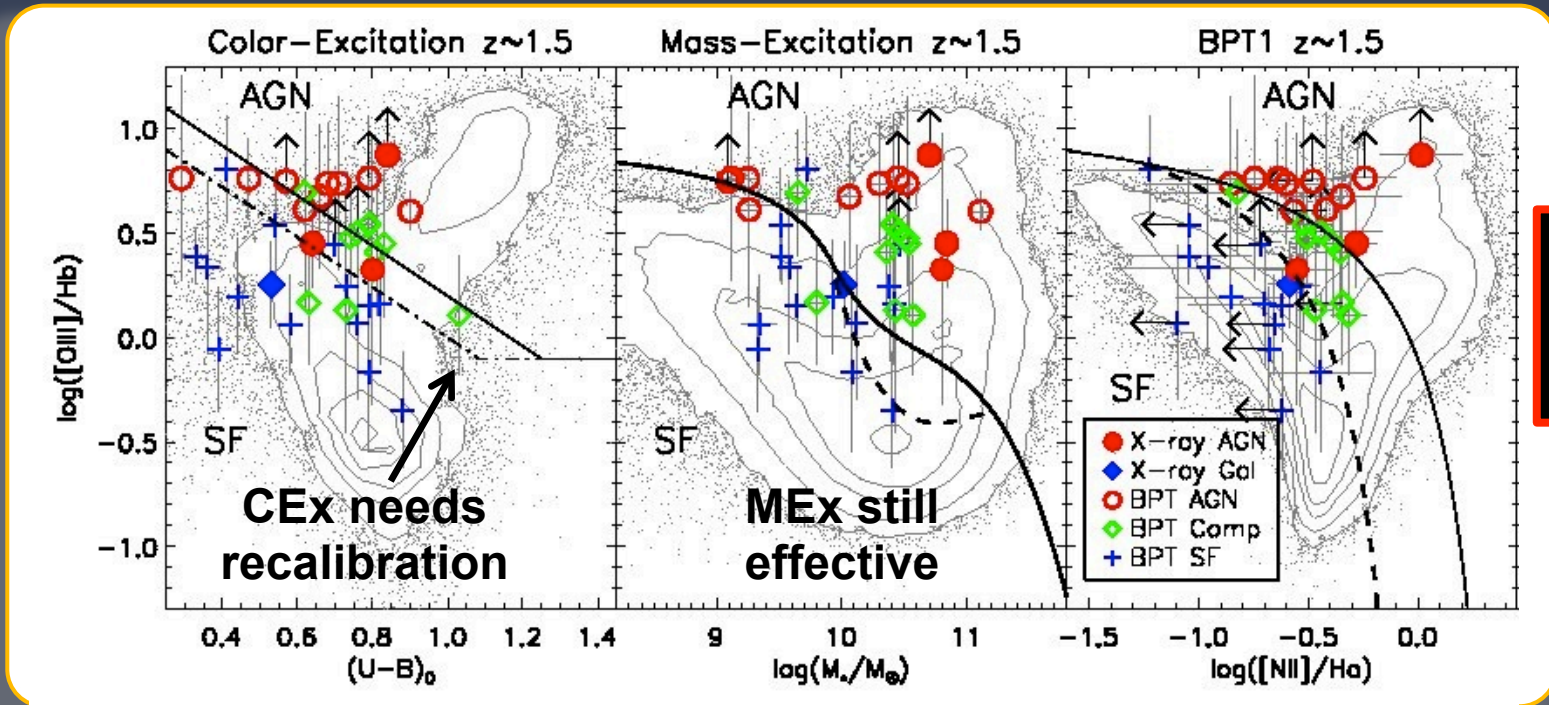 Color-Excitation z~1.5
Mass-Excitation z~1.5
BPT1 z~1.5
AGN
AGN
AGN
1.0
0.5
0.0
-0.5
-1.0
log([OIII]/Hb)
SF
SF
SF
CEx needs
recalibration
MEx still
effective
X-ray AGN
X-ray Gal
BPT AGN
BPT Comp
BPT SF
0.4 0.6 0.8 1.0 1.2 1.4
9 10 11
-1.5 -1.0 -0.5 0.0
(U-B)₀
log(M⁎/M⊙)
log([NII]/Ha)